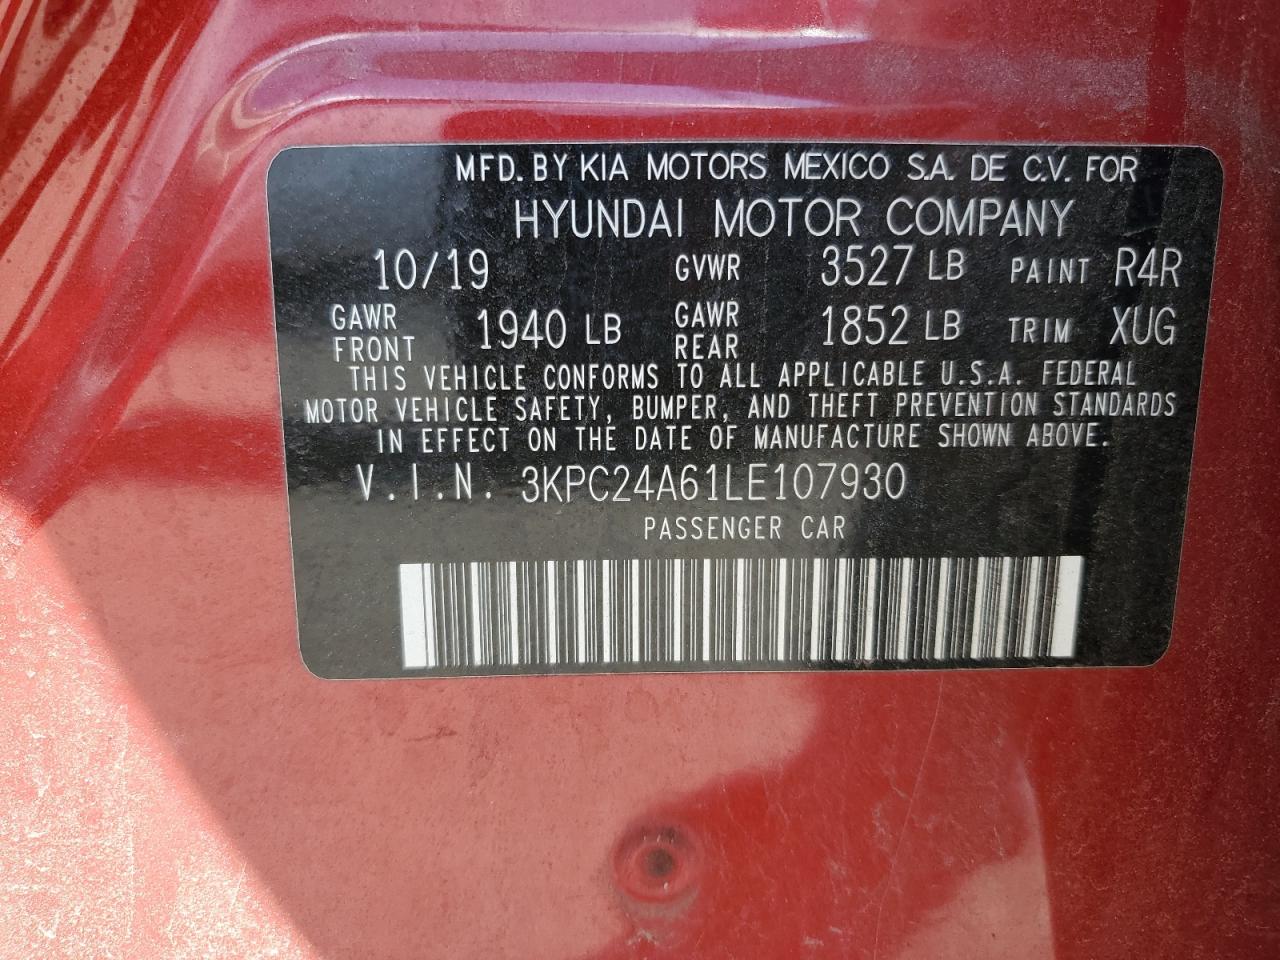 MFD. BY KIA MOTORS MEXICO S.A. DE C.V. FOR
HYUNDAI MOTOR COMPANY
10/19 GVWR 3527 LB PAINT R4R
GAWR FRONT 1940 LB GAWR REAR 1852 LB TRIM XUG
THIS VEHICLE CONFORMS TO ALL APPLICABLE U.S.A. FEDERAL
MOTOR VEHICLE SAFETY, BUMPER, AND THEFT PREVENTION STANDARDS
IN EFFECT ON THE DATE OF MANUFACTURE SHOWN ABOVE.
V.I.N. 3KPC24A61LE107930
PASSENGER CAR